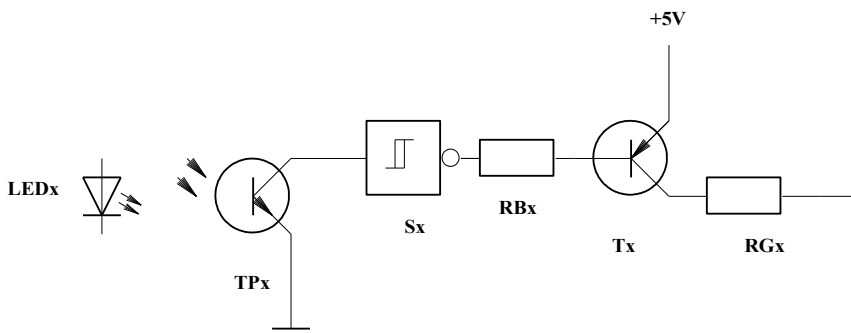 +5V
LEDx
RBx
Sx
Tx
RGx
TPx